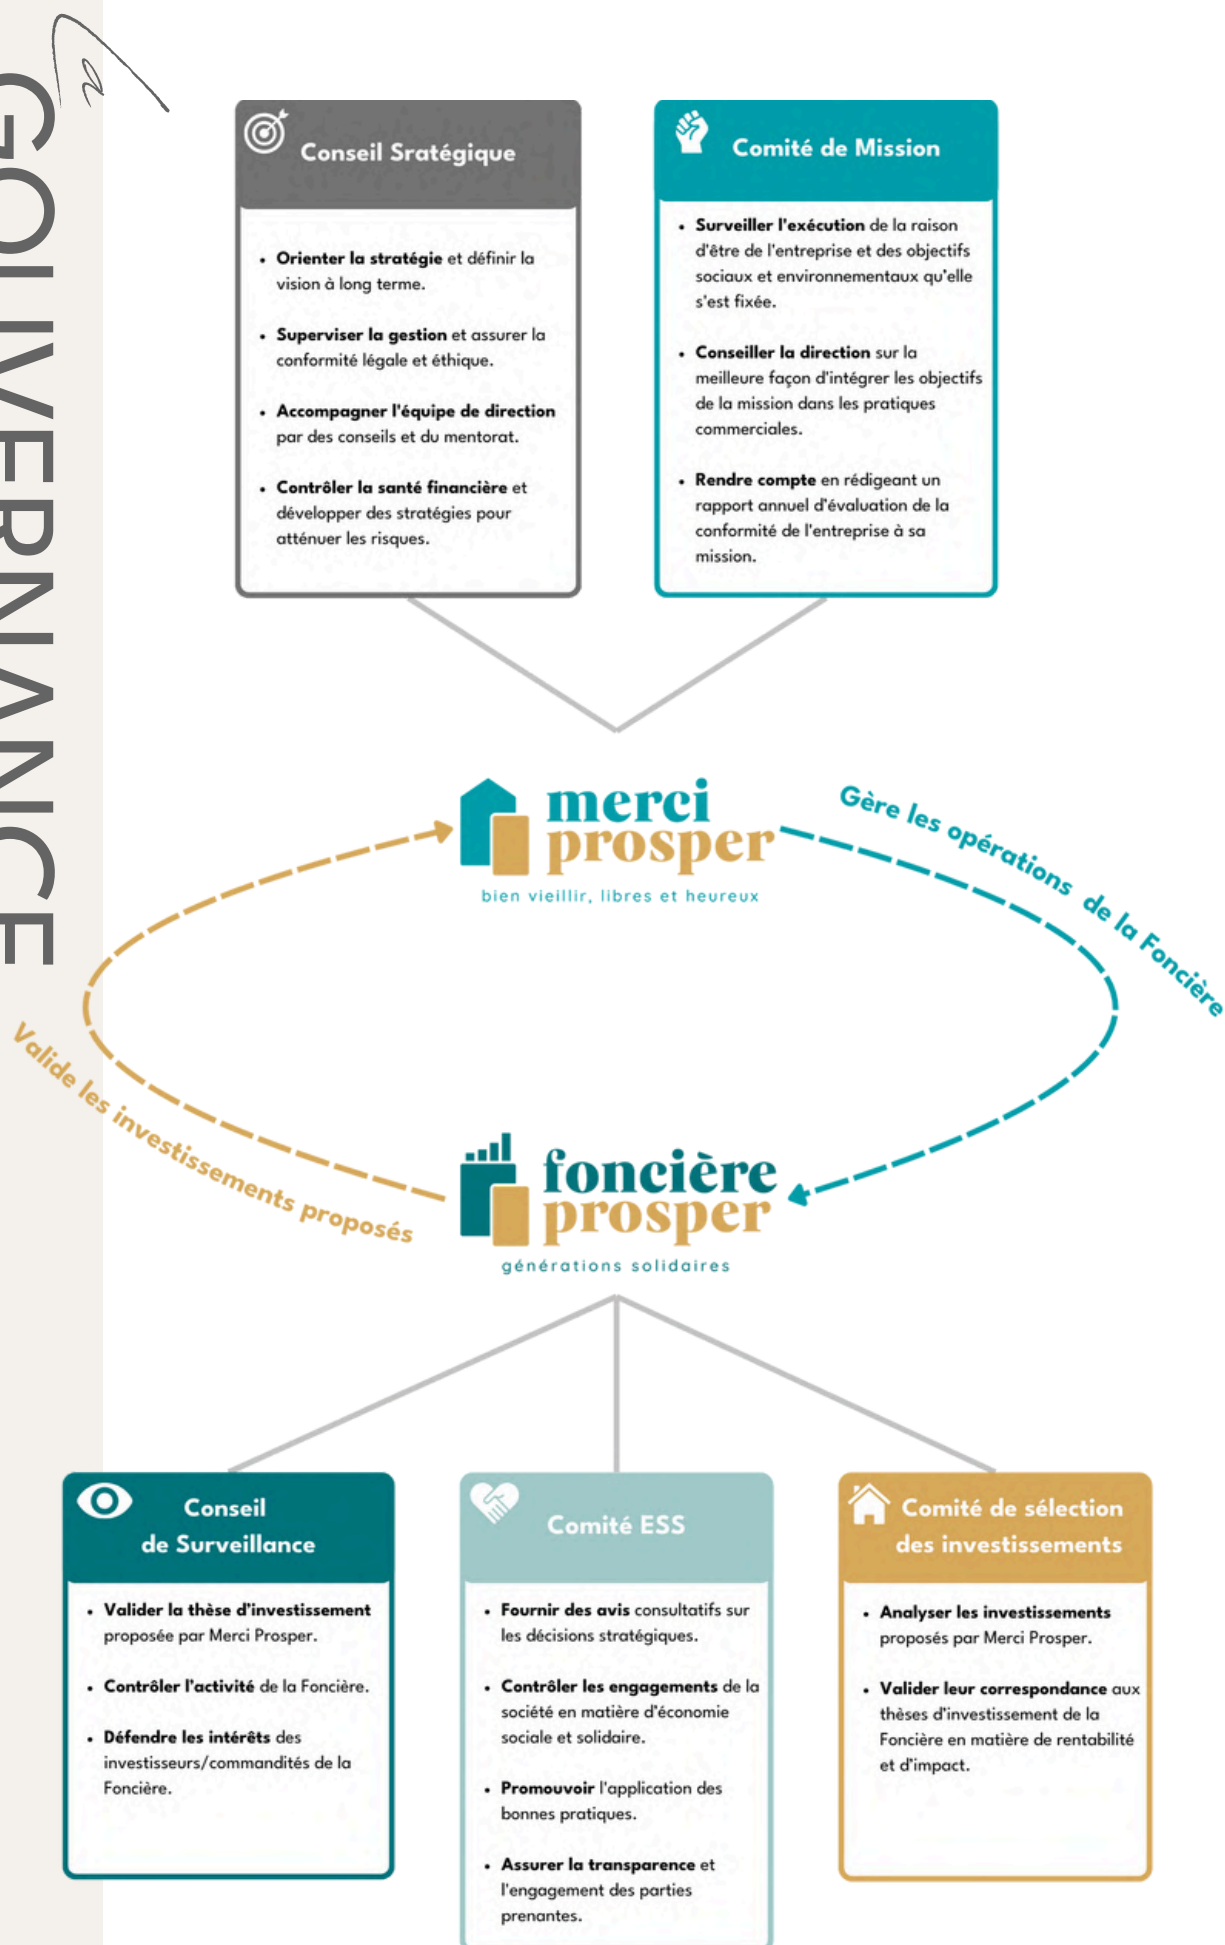 La
GOUVERNANCE
Conseil Sratégique
• Orienter la stratégie et définir la
vision à long terme.
• Superviser la gestion et assurer la
conformité légale et éthique.
• Accompagner l'équipe de direction
par des conseils et du mentorat.
• Contrôler la santé financière et
développer des stratégies pour
atténuer les risques.
Comité de Mission
• Surveiller l'exécution de la raison
d'être de l'entreprise et des objectifs
sociaux et environnementaux qu'elle
s'est fixée.
• Conseiller la direction sur la
meilleure façon d'intégrer les objectifs
de la mission dans les pratiques
commerciales.
• Rendre compte en rédigeant un
rapport annuel d'évaluation de la
conformité de l'entreprise à sa
mission.
merci
prosper
bien vieillir, libres et heureux
Gère les opérations de la Foncière
Valide les investissements proposés
foncière
prosper
générations solidaires
Conseil
de Surveillance
• Valider la thèse d'investissement
proposée par Merci Prosper.
• Contrôler l'activité de la Foncière.
• Défendre les intérêts des
investisseurs/commandités de la
Foncière.
Comité ESS
• Fournir des avis consultatifs sur
les décisions stratégiques.
• Contrôler les engagements de la
société en matière d'économie
sociale et solidaire.
• Promouvoir l'application des
bonnes pratiques.
• Assurer la transparence et
l'engagement des parties
prenantes.
Comité de sélection
des investissements
• Analyser les investissements
proposés par Merci Prosper.
• Valider leur correspondance aux
thèses d'investissement de la
Foncière en matière de rentabilité
et d'impact.